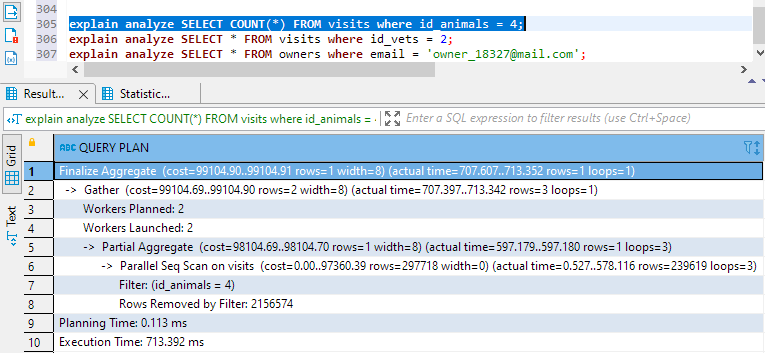 304
305 explain analyze SELECT COUNT(*) FROM visits where id_animals = 4;
306 explain analyze SELECT * FROM visits where id_vets = 2;
307 explain analyze SELECT * FROM owners where email = 'owner_18327@mail.com';
Result... Statistic...
explain analyze SELECT COUNT(*) FROM visits where id_animals = Enter a SQL expression to filter results (use Ctrl+Space)
Grid
Text
ABC QUERY PLAN
1 Finalize Aggregate (cost=99104.90..99104.91 rows=1 width=8) (actual time=707.607..713.352 rows=1 loops=1)
2 -> Gather (cost=99104.69..99104.90 rows=2 width=8) (actual time=707.397..713.342 rows=3 loops=1)
3 Workers Planned: 2
4 Workers Launched: 2
5 -> Partial Aggregate (cost=98104.69..98104.70 rows=1 width=8) (actual time=597.179..597.180 rows=1 loops=3)
6 -> Parallel Seq Scan on visits (cost=0.00..97360.39 rows=297718 width=0) (actual time=0.527..578.116 rows=239619 loops=3)
7 Filter: (id_animals = 4)
8 Rows Removed by Filter: 2156574
9 Planning Time: 0.113 ms
10 Execution Time: 713.392 ms